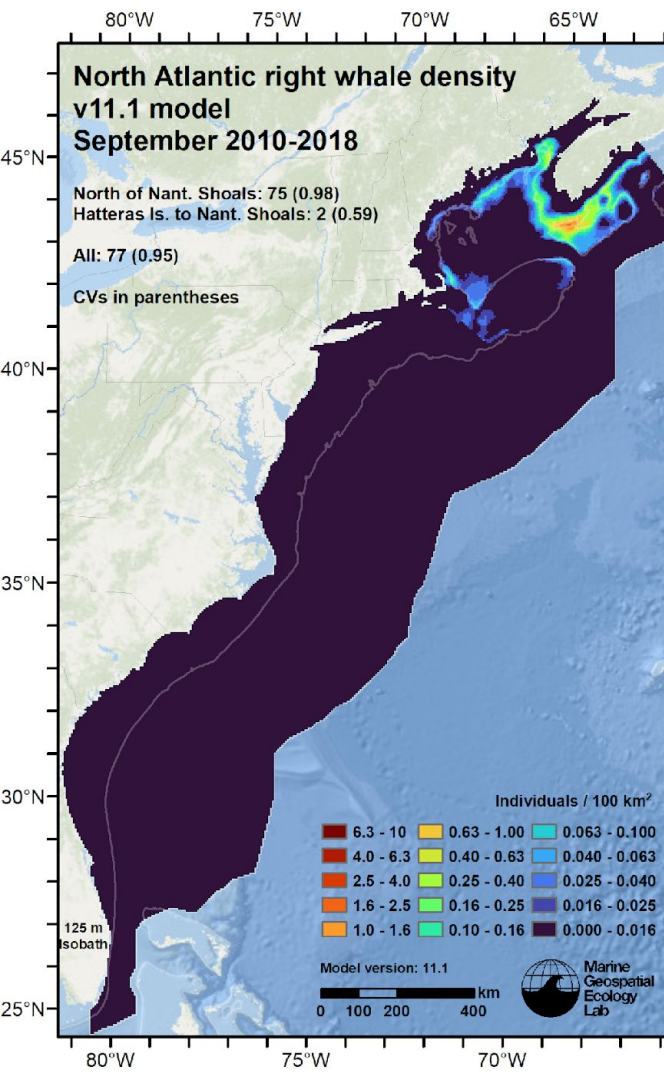 80°W 75°W 70°W 65°W
North Atlantic right whale density
v11.1 model
September 2010-2018
45°N
North of Nant. Shoals: 75 (0.98)
Hatteras Is. to Nant. Shoals: 2 (0.59)
All: 77 (0.95)
CVs in parentheses
40°N
35°N
30°N
Individuals / 100 km²
6.3 - 10 0.63 - 1.00 0.063 - 0.100
4.0 - 6.3 0.40 - 0.63 0.040 - 0.063
2.5 - 4.0 0.25 - 0.40 0.025 - 0.040
1.6 - 2.5 0.16 - 0.25 0.016 - 0.025
1.0 - 1.6 0.10 - 0.16 0.000 - 0.016
125 m
Isobath
Model version: 11.1
km
0 100 200 400
Marine
Geospatial
Ecology
Lab
25°N
80°W 75°W 70°W